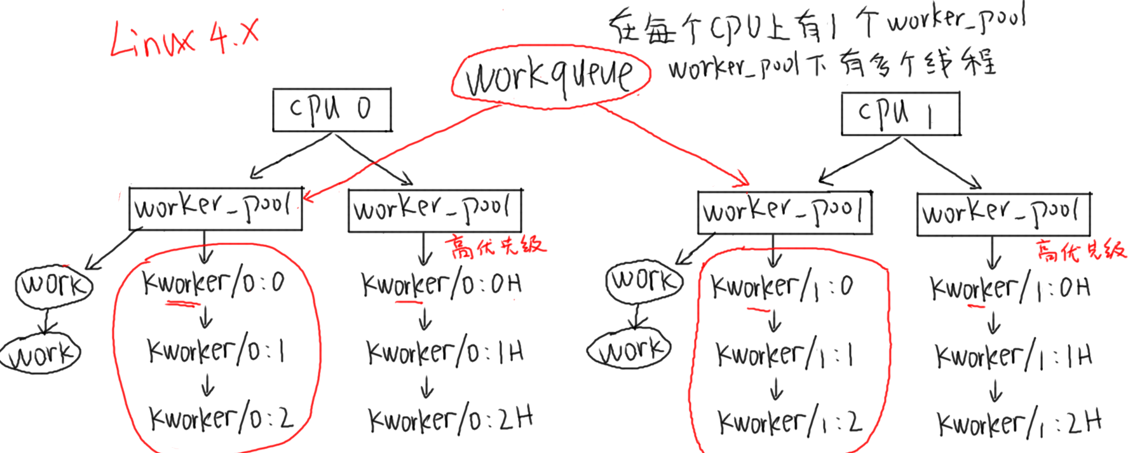 Linux 4.X
在每个CPU上有1个worker_pool
worker_pool下有多个线程
workqueue
CPU 0
CPU 1
worker_pool
worker_pool
worker_pool
worker_pool
高优先级
高优先级
work
Kworker/0:0
Kworker/0:0H
work
Kworker/1:0
Kworker/1:0H
work
Kworker/0:1
Kworker/0:1H
work
Kworker/1:1
Kworker/1:1H
Kworker/0:2
Kworker/0:2H
Kworker/1:2
Kworker/1:2H